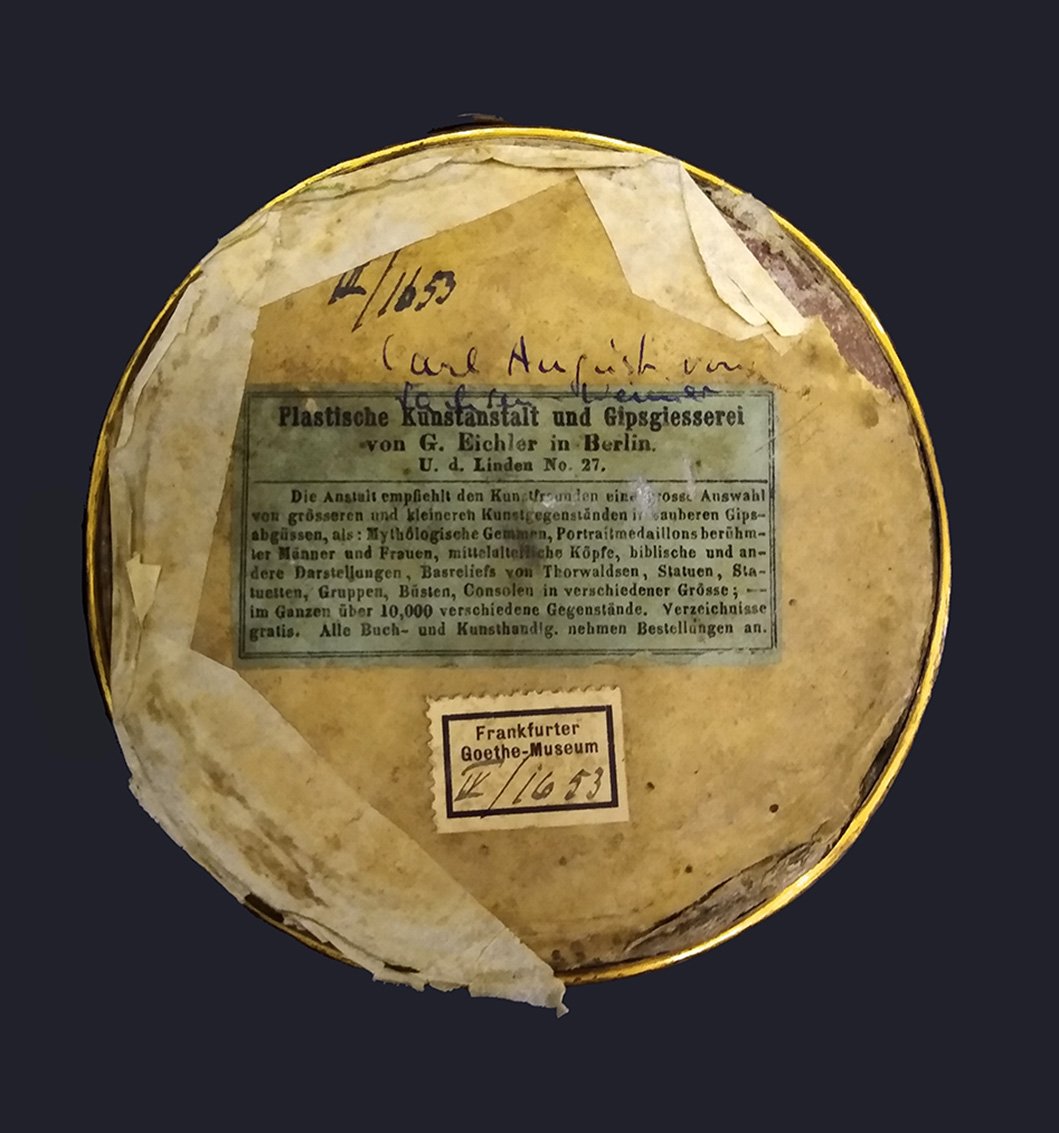 IV/1653
Carl August von
Sachsen-Weimar
Plastische Kunstanstalt und Gipsgiesserei
von G. Eichler in Berlin.
U. d. Linden No. 27.
Die Anstalt empfiehlt den Kunstfreunden eine grosse Auswahl
von grösseren und kleineren Kunstgegenständen in sauberen Gips-
abgüssen, als: Mythologische Gemmen, Portraitmedaillons berühm-
ter Männer und Frauen, mittelalterliche Köpfe, biblische und an-
dere Darstellungen, Basreliefs von Thorwaldsen, Statuen, Sta-
tuetten, Gruppen, Büsten, Consolen in verschiedener Grösse; —
im Ganzen über 10,000 verschiedene Gegenstände. Verzeichnisse
gratis. Alle Buch- und Kunsthandlg. nehmen Bestellungen an.
Frankfurter
Goethe-Museum
IV/1653